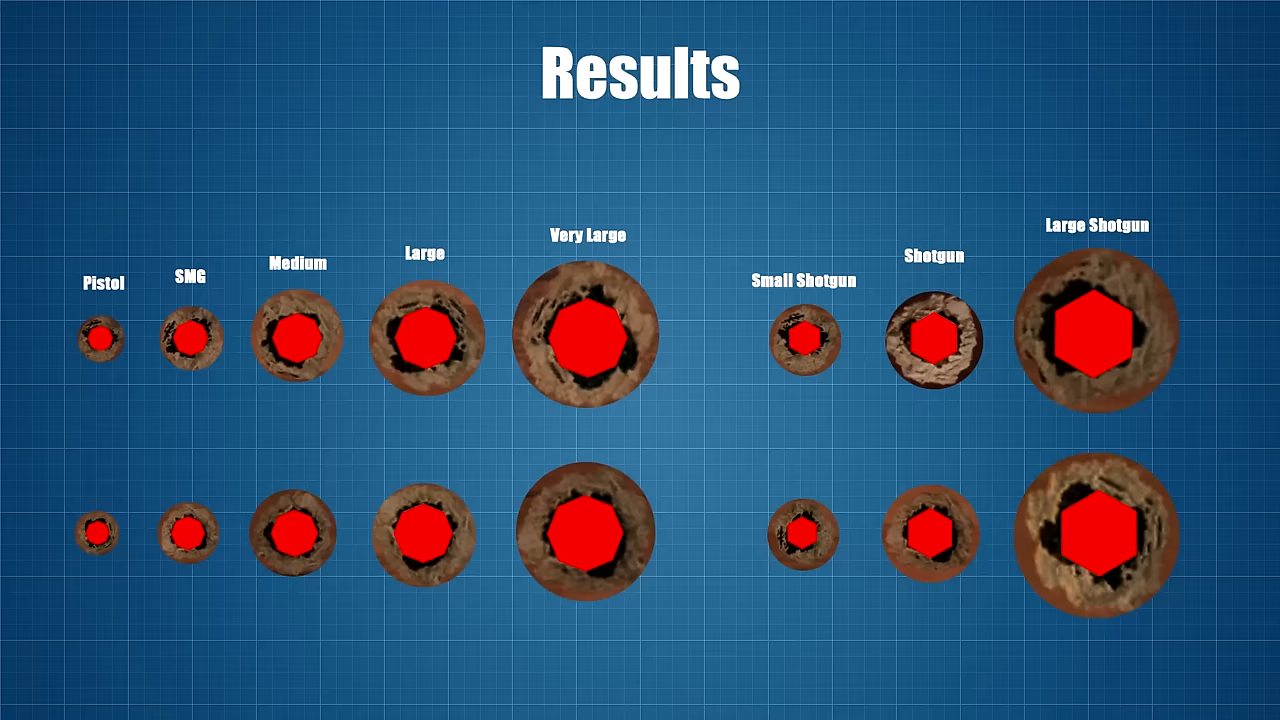 Results
Pistol
SMG
Medium
Large
Very Large
Small Shotgun
Shotgun
Large Shotgun